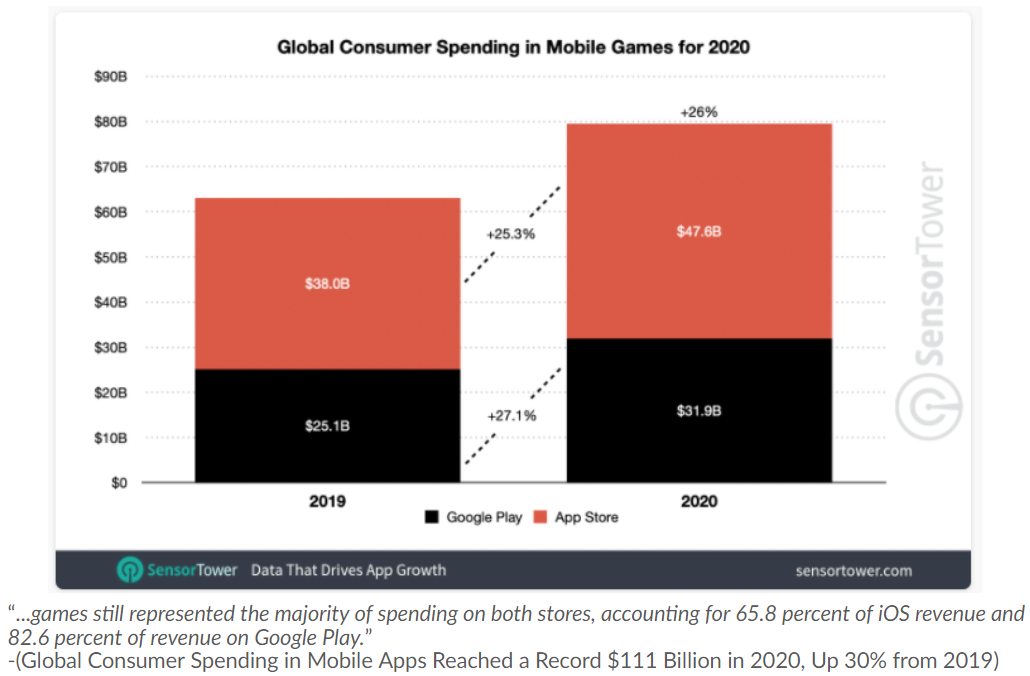 Global Consumer Spending in Mobile Games for 2020
$90B
+26%
$80B
$70B
$60B
+25.3%
$47.6B
$50B
$38.0B
$40B
$30B
$20B
+27.1%
$31.9B
$25.1B
$10B
$0
2019
2020
Google Play
App Store
SensorTower
SensorTower Data That Drives App Growth
sensortower.com
“...games still represented the majority of spending on both stores, accounting for 65.8 percent of iOS revenue and
82.6 percent of revenue on Google Play.”
-(Global Consumer Spending in Mobile Apps Reached a Record $111 Billion in 2020, Up 30% from 2019)